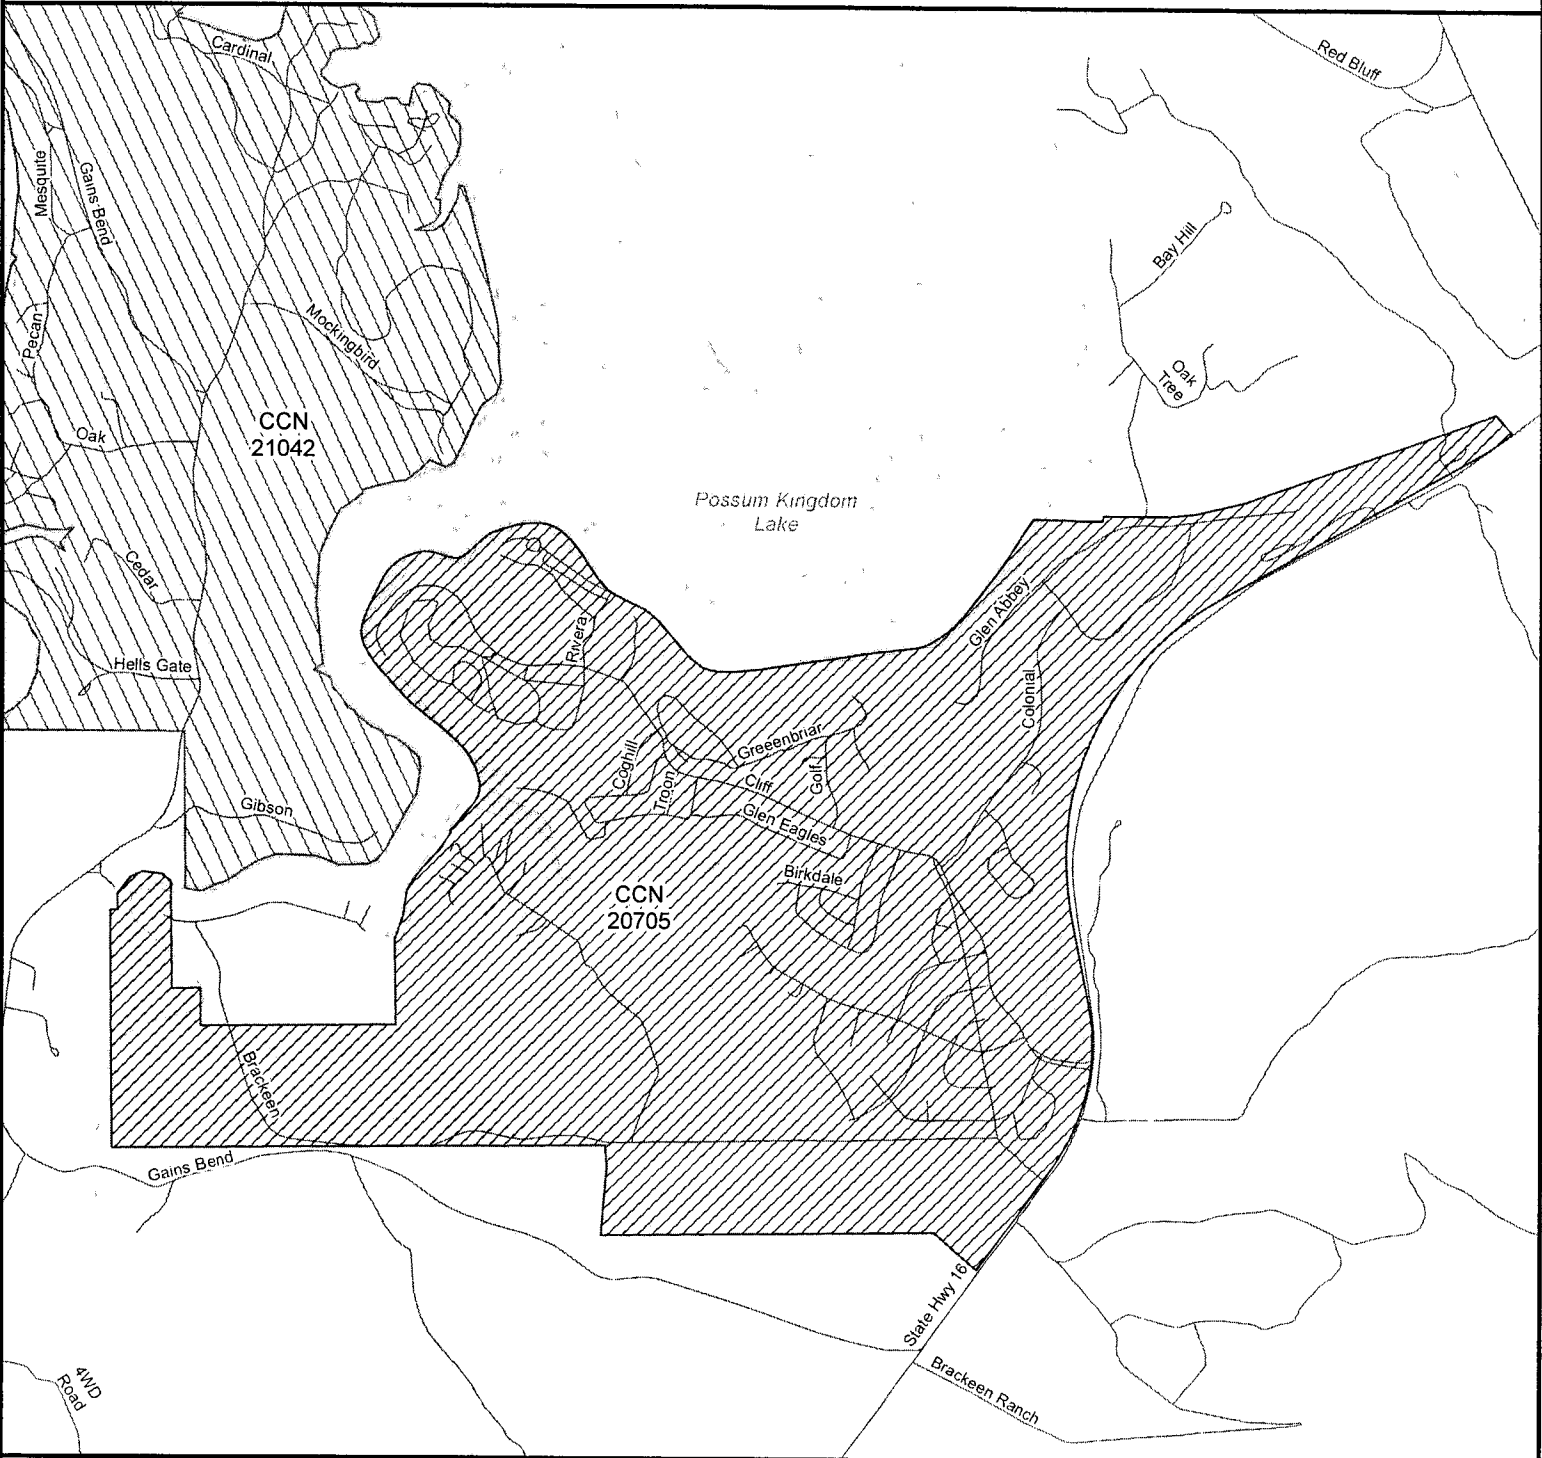 Cardinal
Red Bluff
Mesquite
Gains Bend
Bay Hill
Pecan
Mockingbird
Oak
Tree
CCN
21042
Oak
Possum Kingdom
Lake
Cedar
Glen Abbey
Rivera
Hells Gate
Colonial
Greeenbriar
Coghill
Golf
Troon
Cliff
Gibson
Glen Eagles
Birkdale
CCN
20705
Brackeen
Gains Bend
State Hwy 16
Brackeen Ranch
4WD
Road